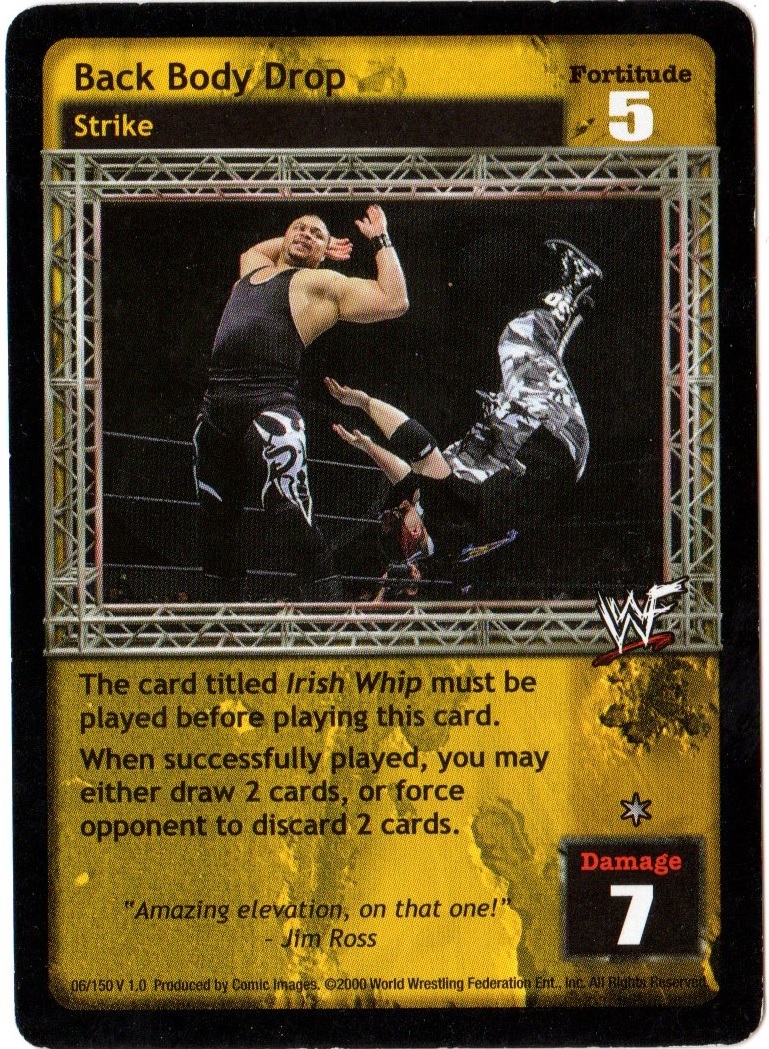 Back Body Drop
Fortitude
5
Strike
WF
The card titled Irish Whip must be
played before playing this card.
When successfully played, you may
either draw 2 cards, or force
opponent to discard 2 cards.
Damage
7
"Amazing elevation, on that one!"
- Jim Ross
06/150 V 1.0 Produced by Comic Images. ©2000 World Wrestling Federation Ent., Inc. All Rights Reserved.